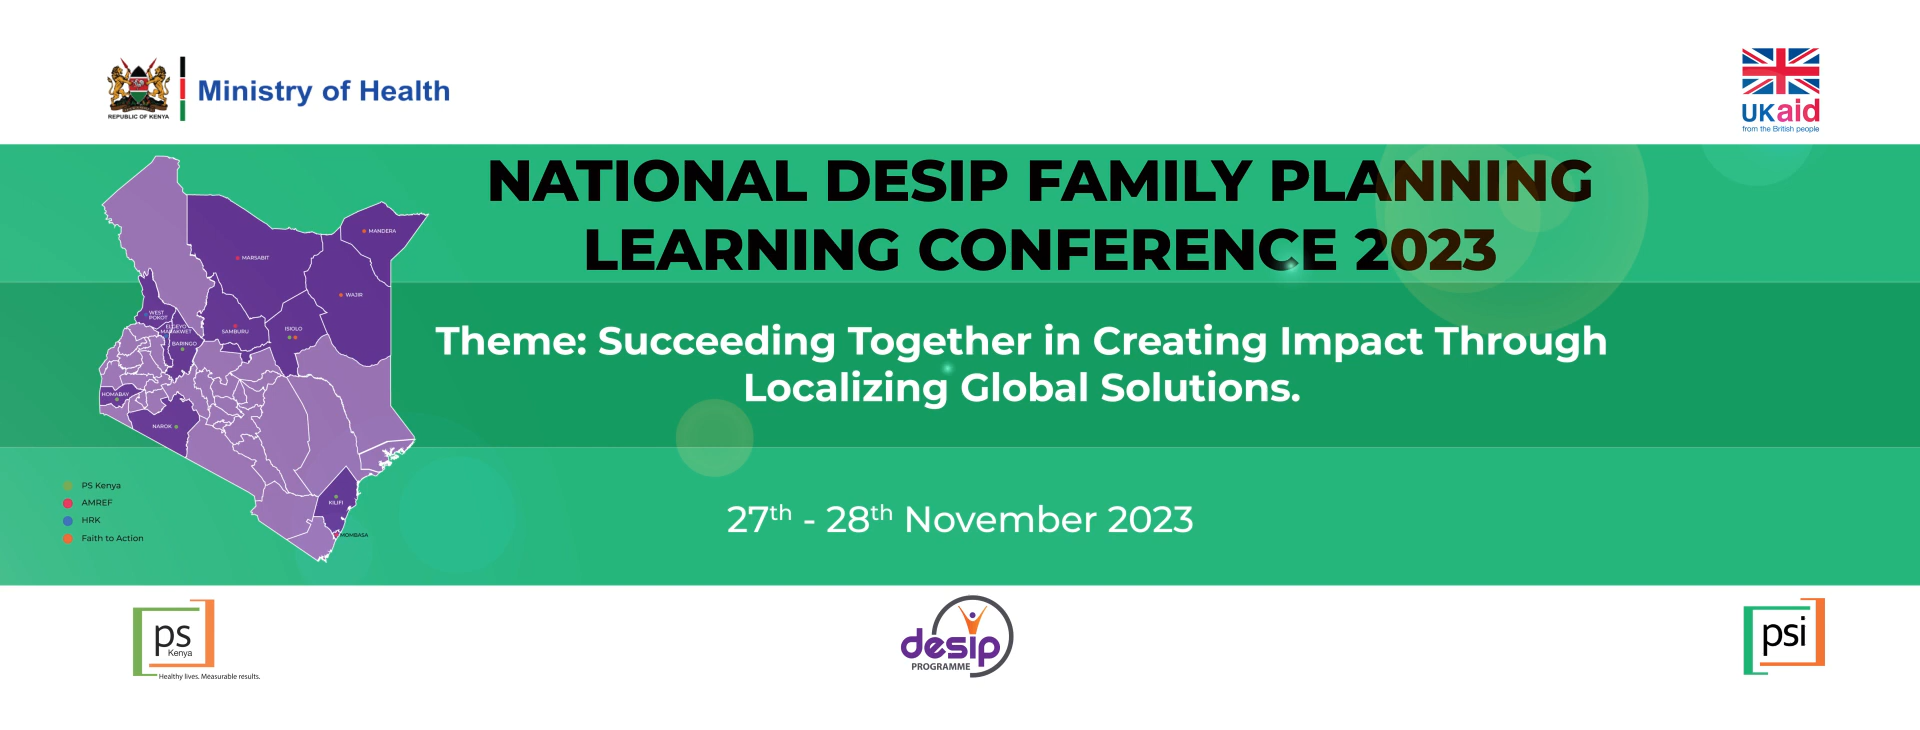 REPUBLIC OF KENYA
Ministry of Health
UKaid
from the British people
NATIONAL DESIP FAMILY PLANNING
LEARNING CONFERENCE 2023
Theme: Succeeding Together in Creating Impact Through
Localizing Global Solutions.
27th - 28th November 2023
MANDERA
MARSABIT
WAJIR
WEST
POKOT
ELGEYO
MARAKWET
SAMBURU
ISIOLO
BARINGO
HOMABAY
NAROK
KILIFI
MOMBASA
PS Kenya
AMREF
HRK
Faith to Action
ps
Kenya
Healthy lives. Measurable results.
desip
PROGRAMME
psi